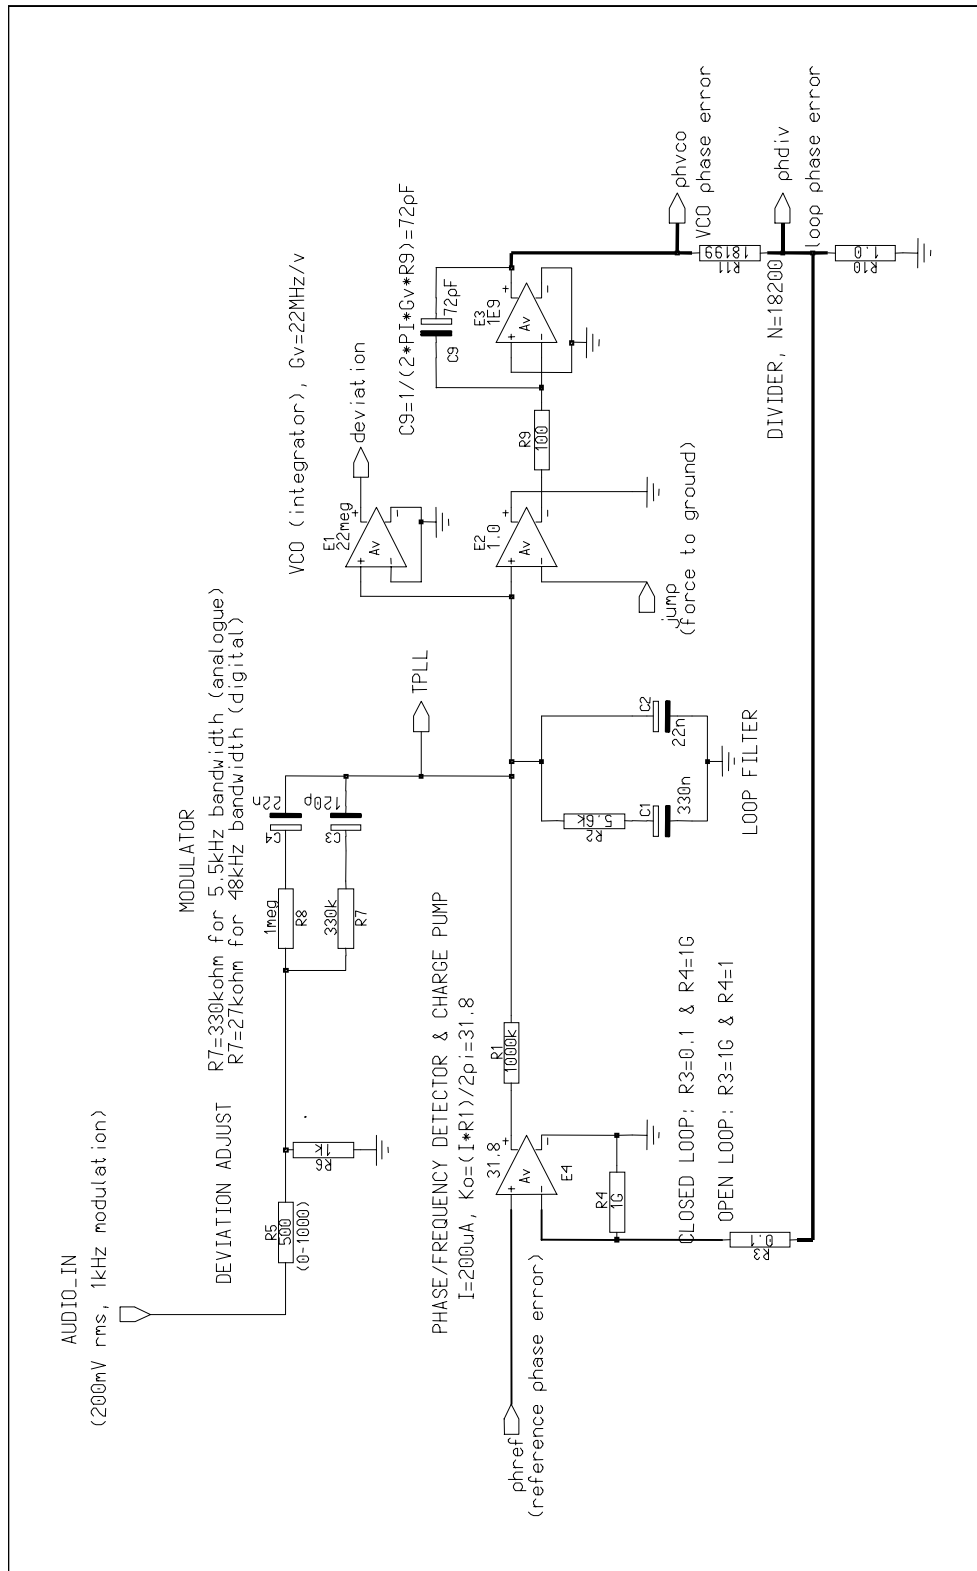 AUDIO_IN
(200mV rms, 1kHz modulation)
DEVIATION ADJUST
R5
500
(0-1000)
R6
1k
MODULATOR
R7=330kohm for 5.5kHz bandwidth (analogue)
R7=27kohm for 48kHz bandwidth (digital)
1meg
R8
330k
R7
22n
C4
120p
C3
TPLL
VCO (integrator), Gv=22MHz/v
E1
22meg
Av
+
-
+
-
deviation
C9=1/(2*PI*Gv*R9)=72pF
72pF
C9
E3
1E9
Av
+
-
+
-
R9
100
E2
1.0
Av
+
-
+
-
jump
(force to ground)
PHASE/FREQUENCY DETECTOR & CHARGE PUMP
I=200uA, Ko=(I*R1)/2pi=31.8
R1
1000k
31.8
Av
+
-
+
-
E4
R4
1G
phref
(reference phase error)
CLOSED LOOP: R3=0.1 & R4=1G
OPEN LOOP: R3=1G & R4=1
R3
0.1
R2
5.6k
C1
330n
C2
22n
LOOP FILTER
phvco
VCO phase error
R11
18199
phdiv
loop phase error
DIVIDER, N=18200
R10
1.0